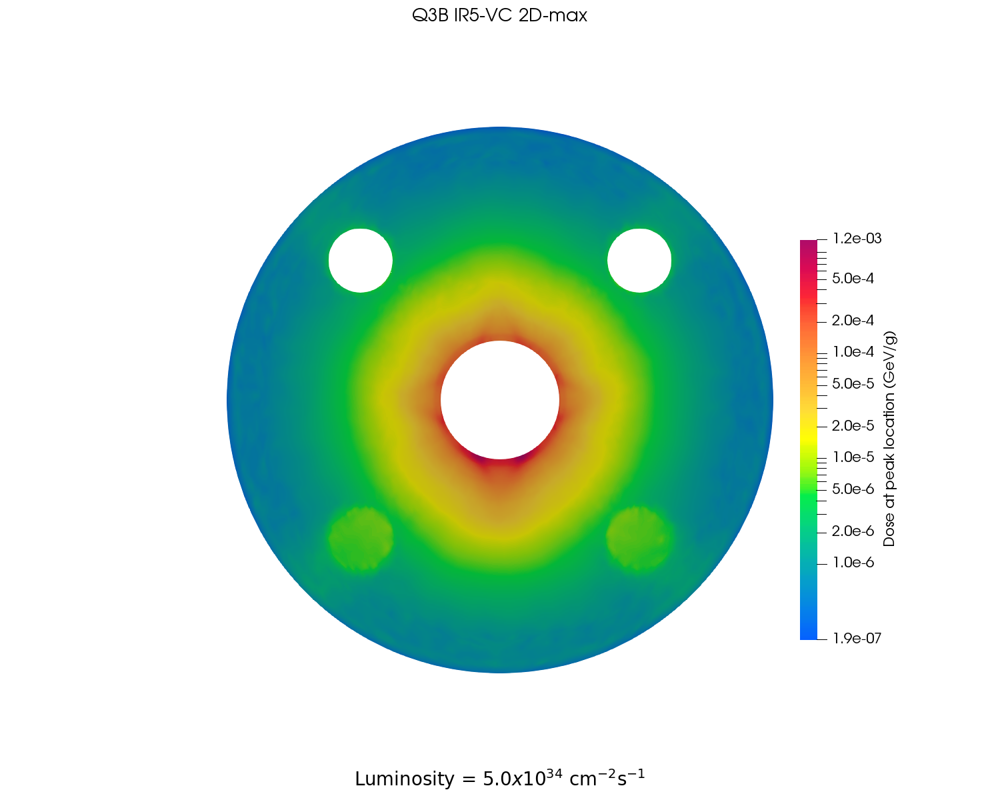 Q3B IR5-VC 2D-max
1.2e-03
5.0e-4
2.0e-4
1.0e-4
5.0e-5
2.0e-5
1.0e-5
5.0e-6
2.0e-6
1.0e-6
1.9e-07
Dose at peak location (GeV/g)
Luminosity = 5.0x10³⁴ cm⁻²s⁻¹